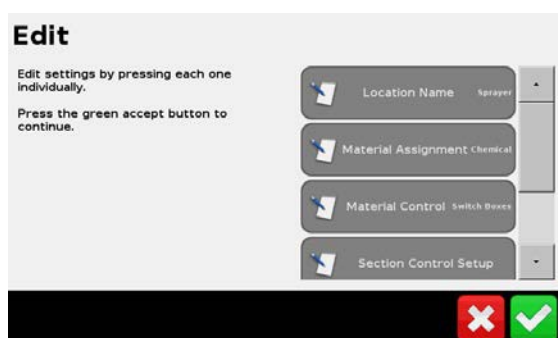 Edit
Edit settings by pressing each one
individually.
Press the green accept button to
continue.
Location Name Sprayer
Material Assignment Chemical
Material Control Switch Boxes
Section Control Setup